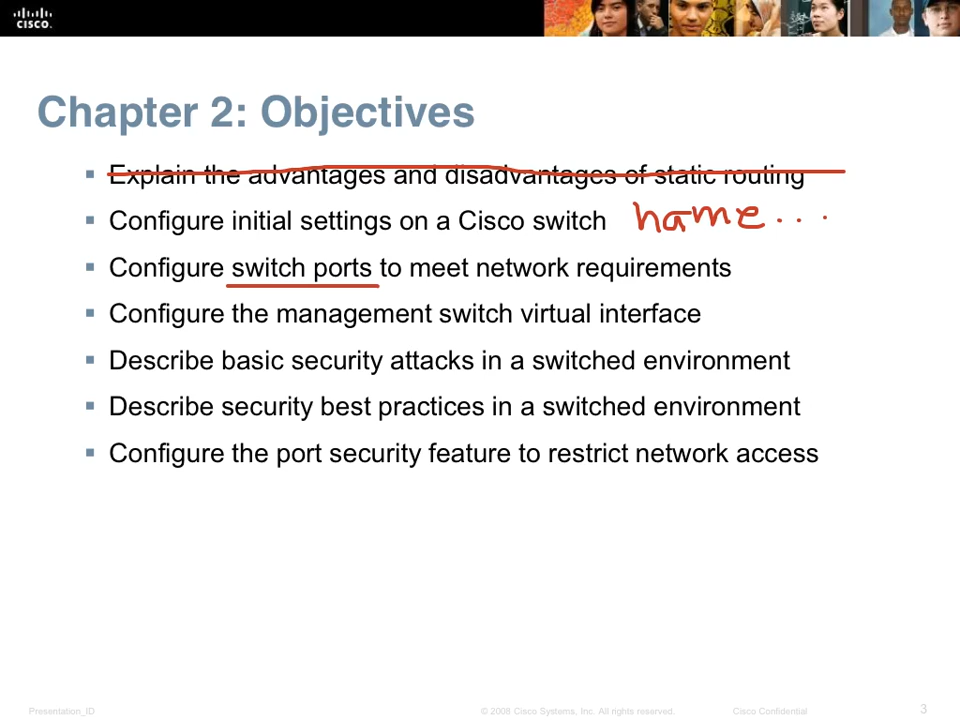 CISCO
Chapter 2: Objectives
Explain the advantages and disadvantages of static routing
Configure initial settings on a Cisco switch name...
Configure switch ports to meet network requirements
Configure the management switch virtual interface
Describe basic security attacks in a switched environment
Describe security best practices in a switched environment
Configure the port security feature to restrict network access
Presentation_ID © 2008 Cisco Systems, Inc. All rights reserved. Cisco Confidential 3